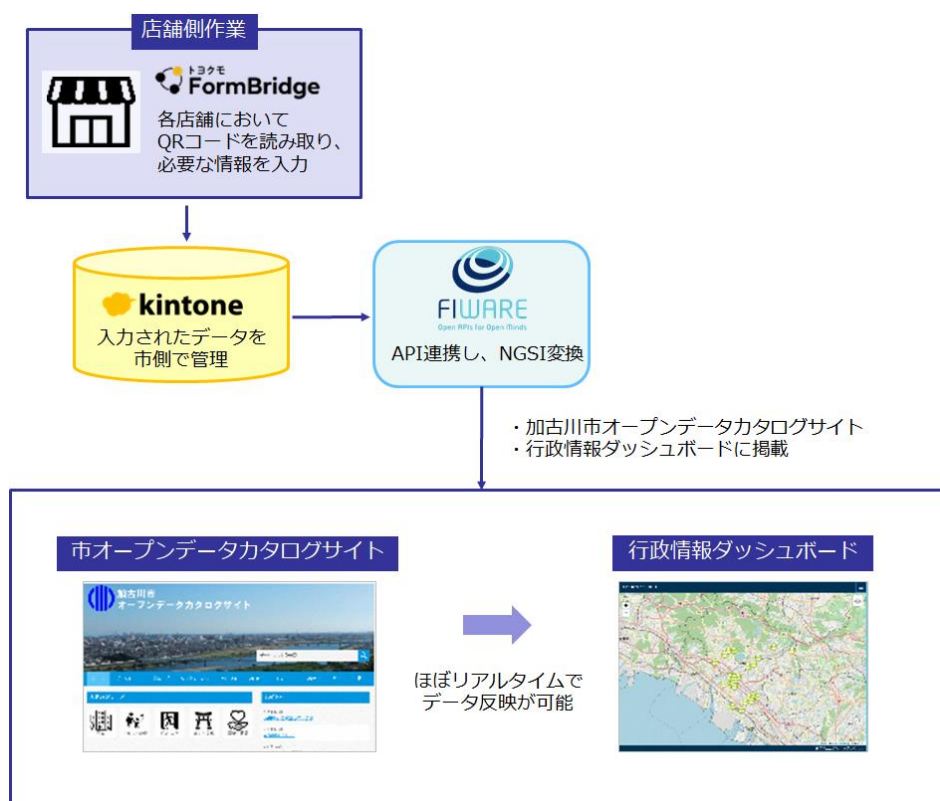 店舗側作業
トヨクモ
FormBridge
各店舗において
QRコードを読み取り、
必要な情報を入力
kintone
入力されたデータを
市側で管理
FIWARE
Open APIs for Open Minds
API連携し、NGSI変換
・加古川市オープンデータカタログサイト
・行政情報ダッシュボードに掲載
市オープンデータカタログサイト
行政情報ダッシュボード
加古川市
オープンデータカタログサイト
ほぼリアルタイムで
データ反映が可能